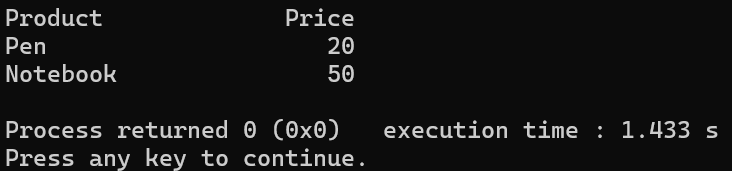 Product             Price
Pen                    20
Notebook               50

Process returned 0 (0x0)   execution time : 1.433 s
Press any key to continue.